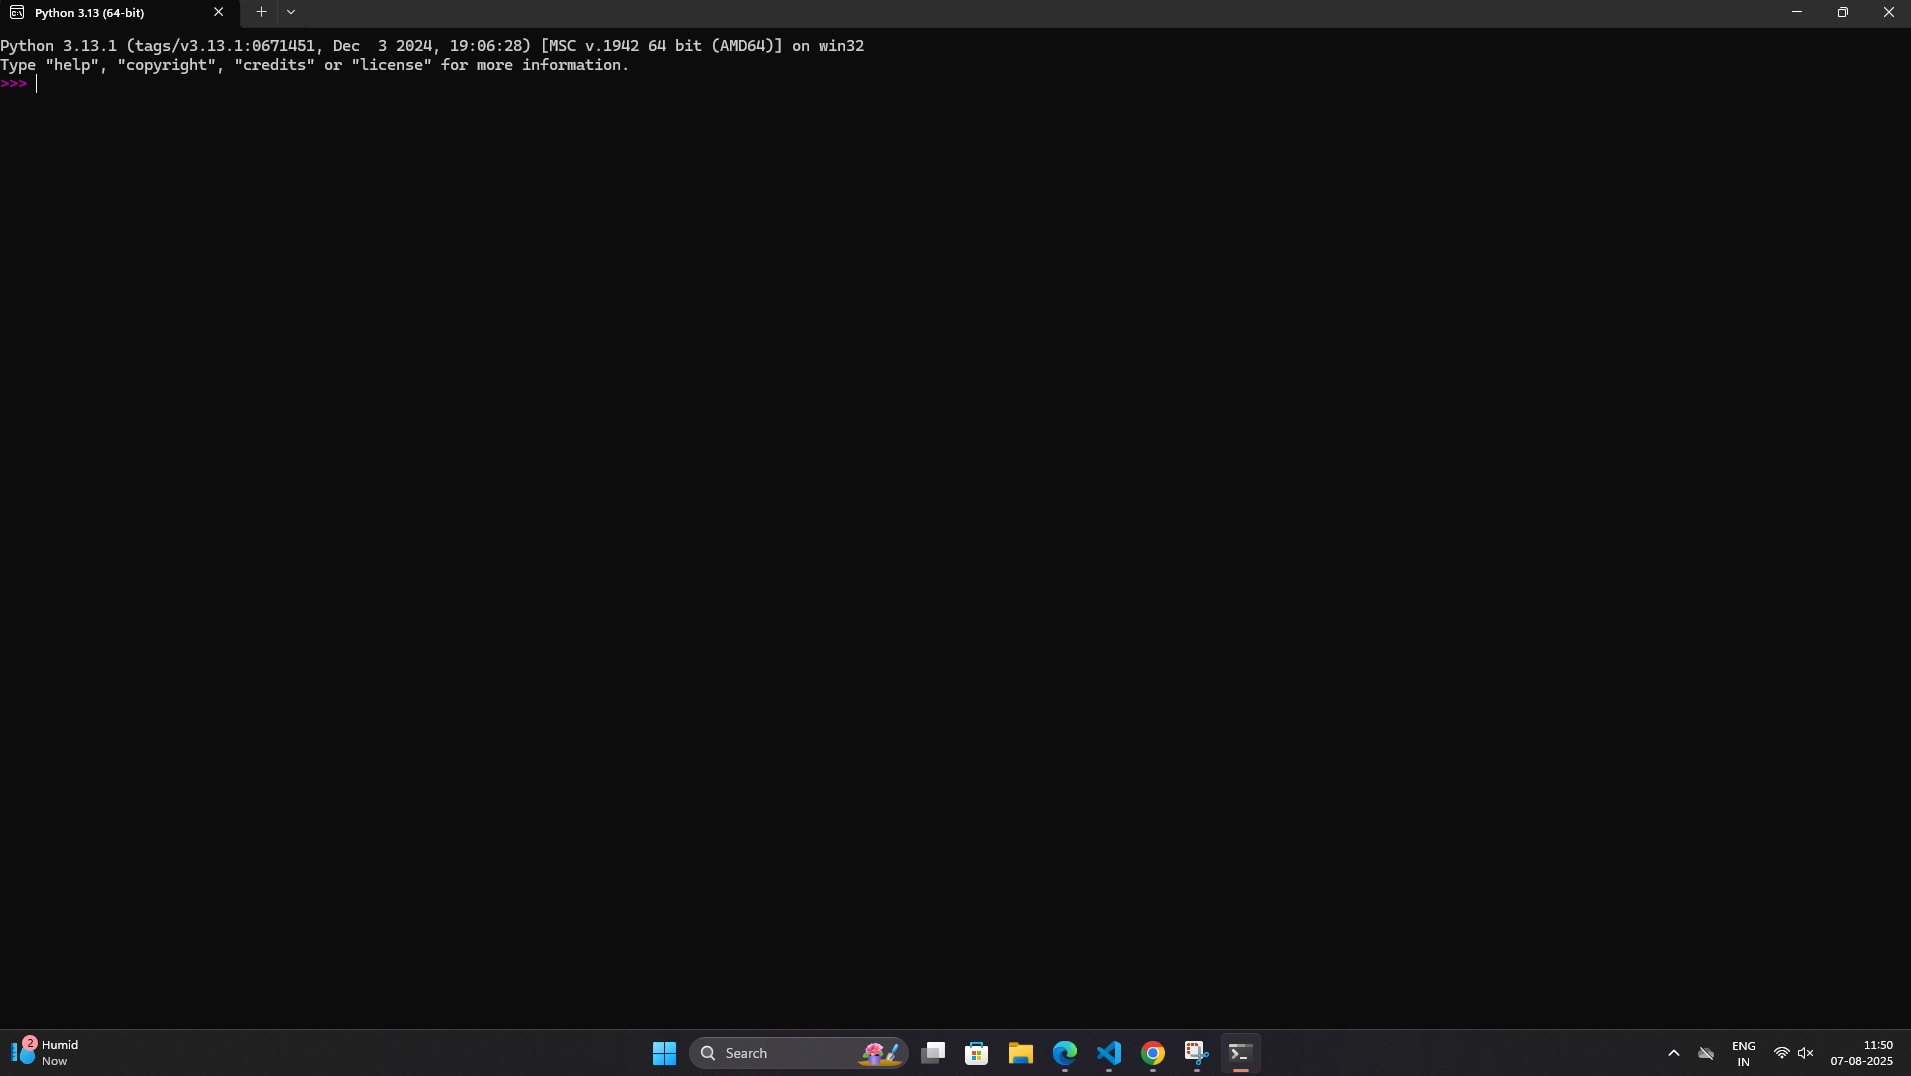 Python 3.13 (64-bit)
Python 3.13.1 (tags/v3.13.1:0671451, Dec  3 2024, 19:06:28) [MSC v.1942 64 bit (AMD64)] on win32
Type "help", "copyright", "credits" or "license" for more information.
>>>
2
Humid
Now
Search
ENG
IN
11:50
07-08-2025